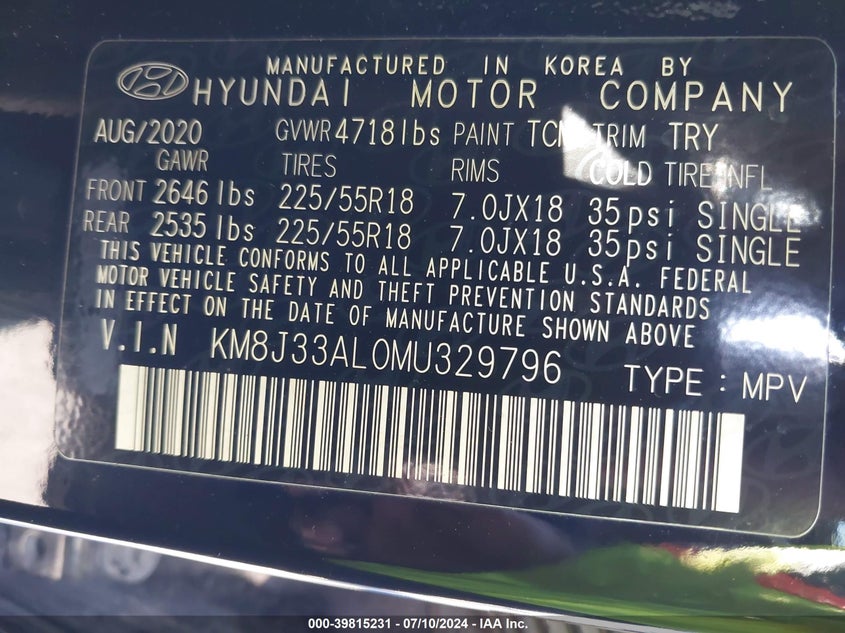 MANUFACTURED IN KOREA BY
HYUNDAI MOTOR COMPANY
AUG/2020 GVWR 4718lbs PAINT TCM TRIM TRY
GAWR TIRES RIMS COLD TIRE INFL
FRONT 2646lbs 225/55R18 7.0JX18 35psi SINGLE
REAR 2535lbs 225/55R18 7.0JX18 35psi SINGLE
THIS VEHICLE CONFORMS TO ALL APPLICABLE U.S.A. FEDERAL
MOTOR VEHICLE SAFETY AND THEFT PREVENTION STANDARDS
IN EFFECT ON THE DATE OF MANUFACTURE SHOWN ABOVE
V.I.N KM8J33AL0MU329796 TYPE : MPV
000-39815231 - 07/10/2024 - IAA Inc.